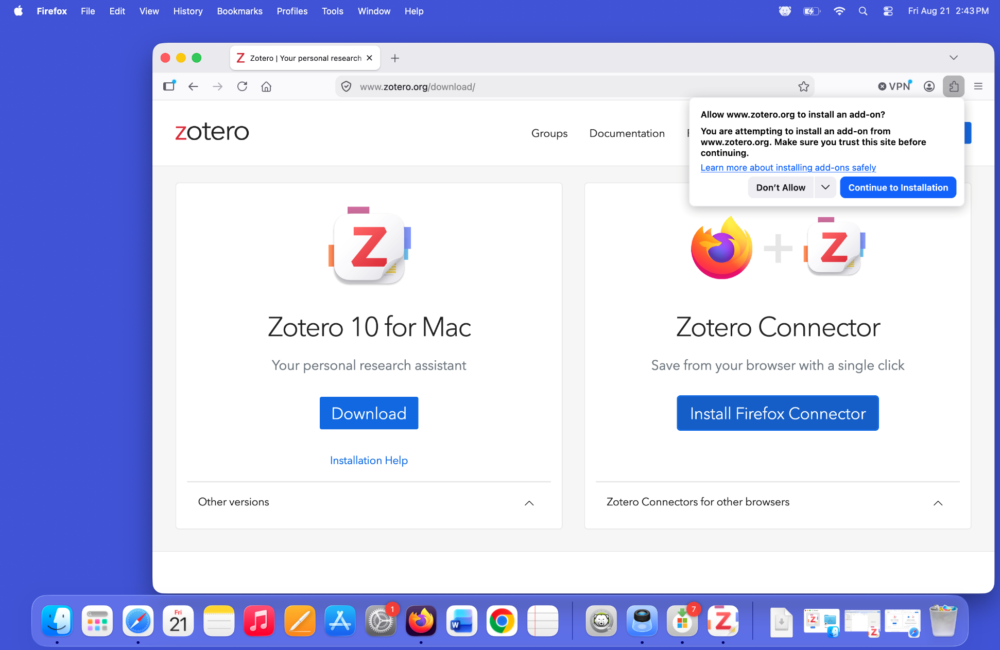 Firefox File Edit View History Bookmarks Profiles Tools Window Help Fri Aug 21 2:43 PM
Zotero | Your personal research
www.zotero.org/download/
VPN
Allow www.zotero.org to install an add-on?
You are attempting to install an add-on from
www.zotero.org. Make sure you trust this site before
continuing.
Learn more about installing add-ons safely
Don't Allow
Continue to Installation
zotero
Groups Documentation
Zotero 10 for Mac
Your personal research assistant
Download
Installation Help
Other versions
Zotero Connector
Save from your browser with a single click
Install Firefox Connector
Zotero Connectors for other browsers
Fri
21
1
W
7